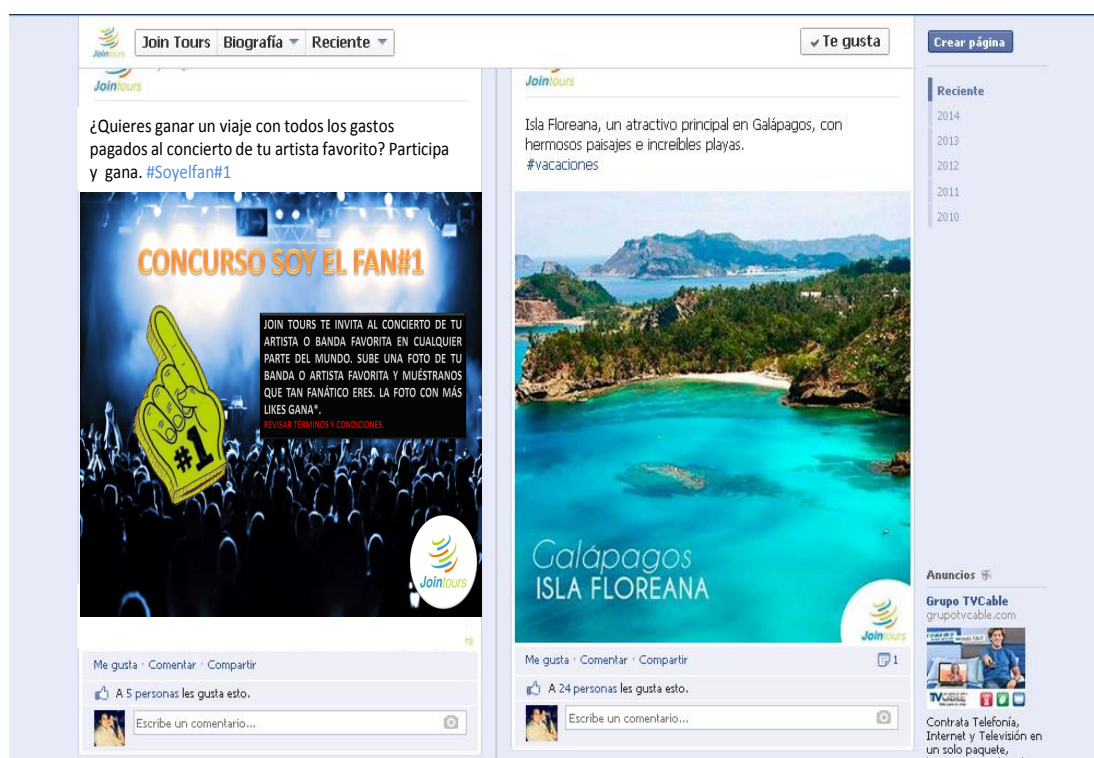 Join Tours Biografía Reciente
Te gusta
Crear página
Jointours
¿Quieres ganar un viaje con todos los gastos
pagados al concierto de tu artista favorito? Participa
y gana. #Soyelfan#1
CONCURSO SOY EL FAN#1
JOIN TOURS TE INVITA AL CONCIERTO DE TU
ARTISTA O BANDA FAVORITA EN CUALQUIER
PARTE DEL MUNDO. SUBE UNA FOTO DE TU
BANDA O ARTISTA FAVORITA Y MUÉSTRANOS
QUE TAN FANÁTICO ERES. LA FOTO CON MÁS
LIKES GANA*.
REVISAR TÉRMINOS Y CONDICIONES.
#1
Jointours
Me gusta · Comentar · Compartir
A 5 personas les gusta esto.
Escribe un comentario...
Jointours
Isla Floreana, un atractivo principal en Galápagos, con
hermosos paisajes e increíbles playas.
#vacaciones
Galápagos
ISLA FLOREANA
Jointours
Me gusta · Comentar · Compartir
1
A 24 personas les gusta esto.
Escribe un comentario...
Reciente
2014
2013
2012
2011
2010
Anuncios
Grupo TVCable
grupotvcable.com
TVCABLE
Contrata Telefonía,
Internet y Televisión en
un solo paquete,